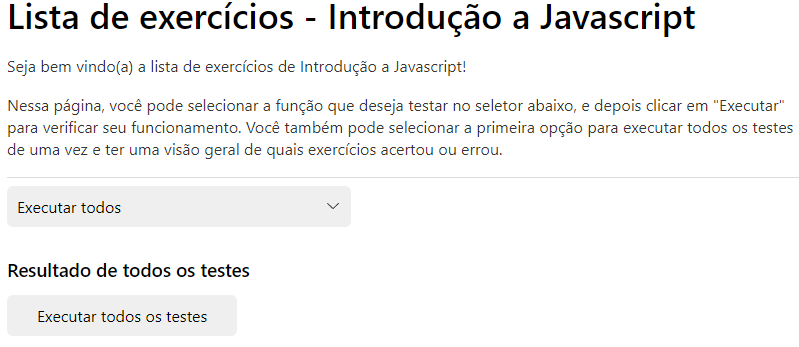 Lista de exercícios - Introdução a Javascript
Seja bem vindo(a) a lista de exercícios de Introdução a Javascript!
Nessa página, você pode selecionar a função que deseja testar no seletor abaixo, e depois clicar em "Executar"
para verificar seu funcionamento. Você também pode selecionar a primeira opção para executar todos os testes
de uma vez e ter uma visão geral de quais exercícios acertou ou errou.
Executar todos
Resultado de todos os testes
Executar todos os testes